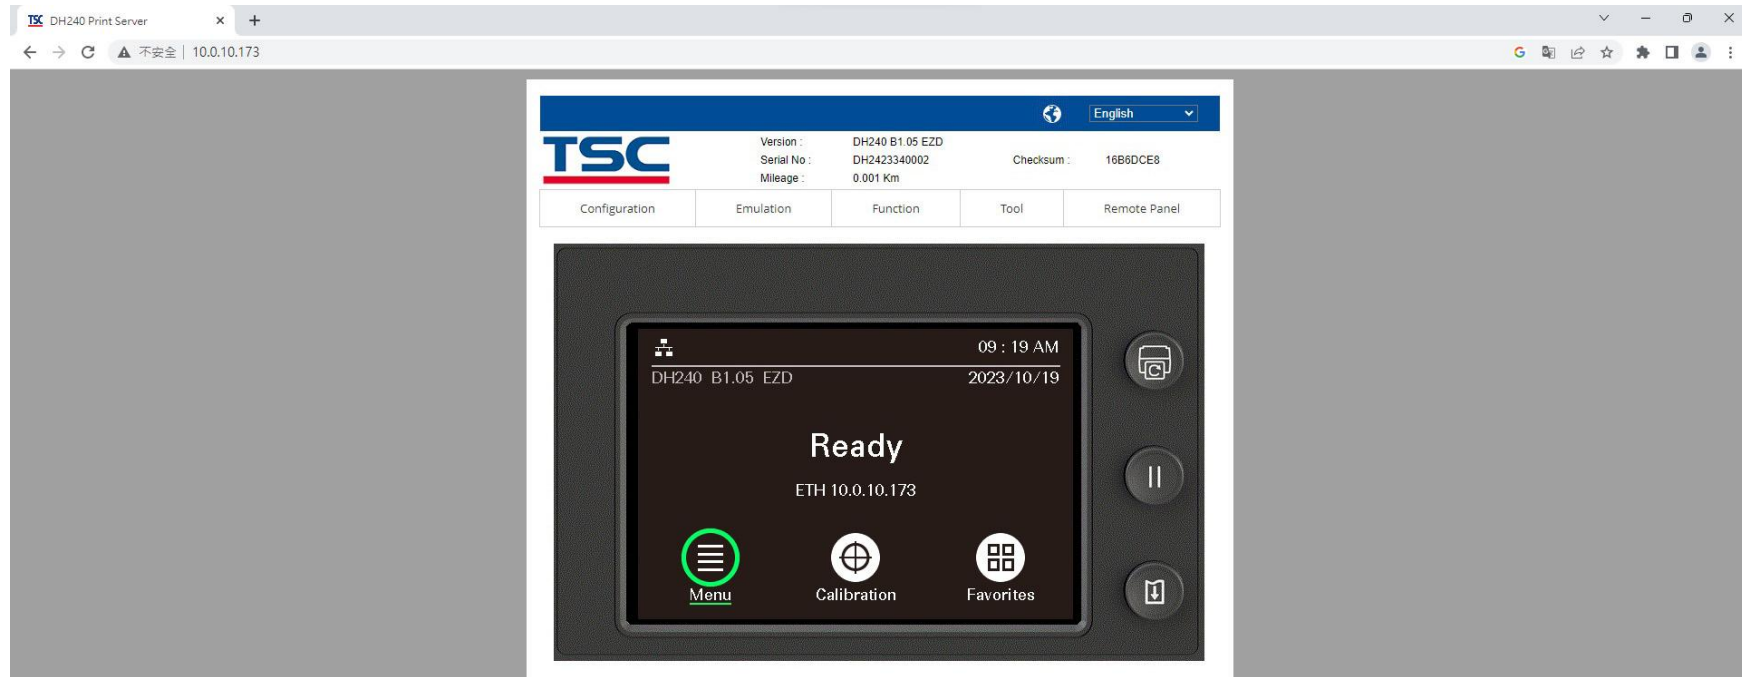 TSC DH240 Print Server
不安全 | 10.0.10.173
English
TSC
Version : DH240 B1.05 EZD
Serial No : DH2423340002 Checksum : 16B6DCE8
Mileage : 0.001 Km
Configuration Emulation Function Tool Remote Panel
09 : 19 AM
DH240 B1.05 EZD 2023/10/19
Ready
ETH 10.0.10.173
Menu Calibration Favorites